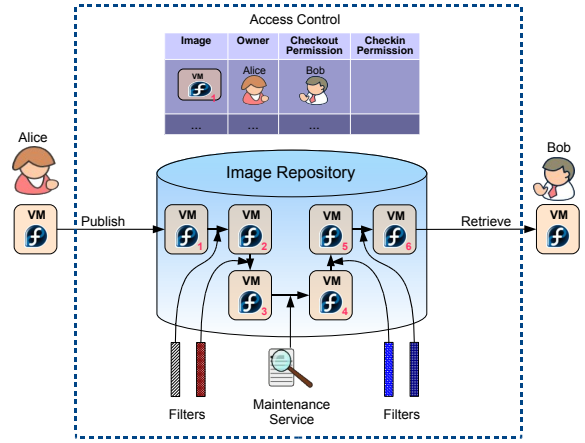 Access Control
Image Owner Checkout Permission Checkin Permission
VM 1 Alice Bob
... ... ...
Alice
Bob
Image Repository
VM
Publish
VM 1
VM 2
VM 5
VM 6
Retrieve
VM
VM 3
VM 4
Filters
Maintenance Service
Filters